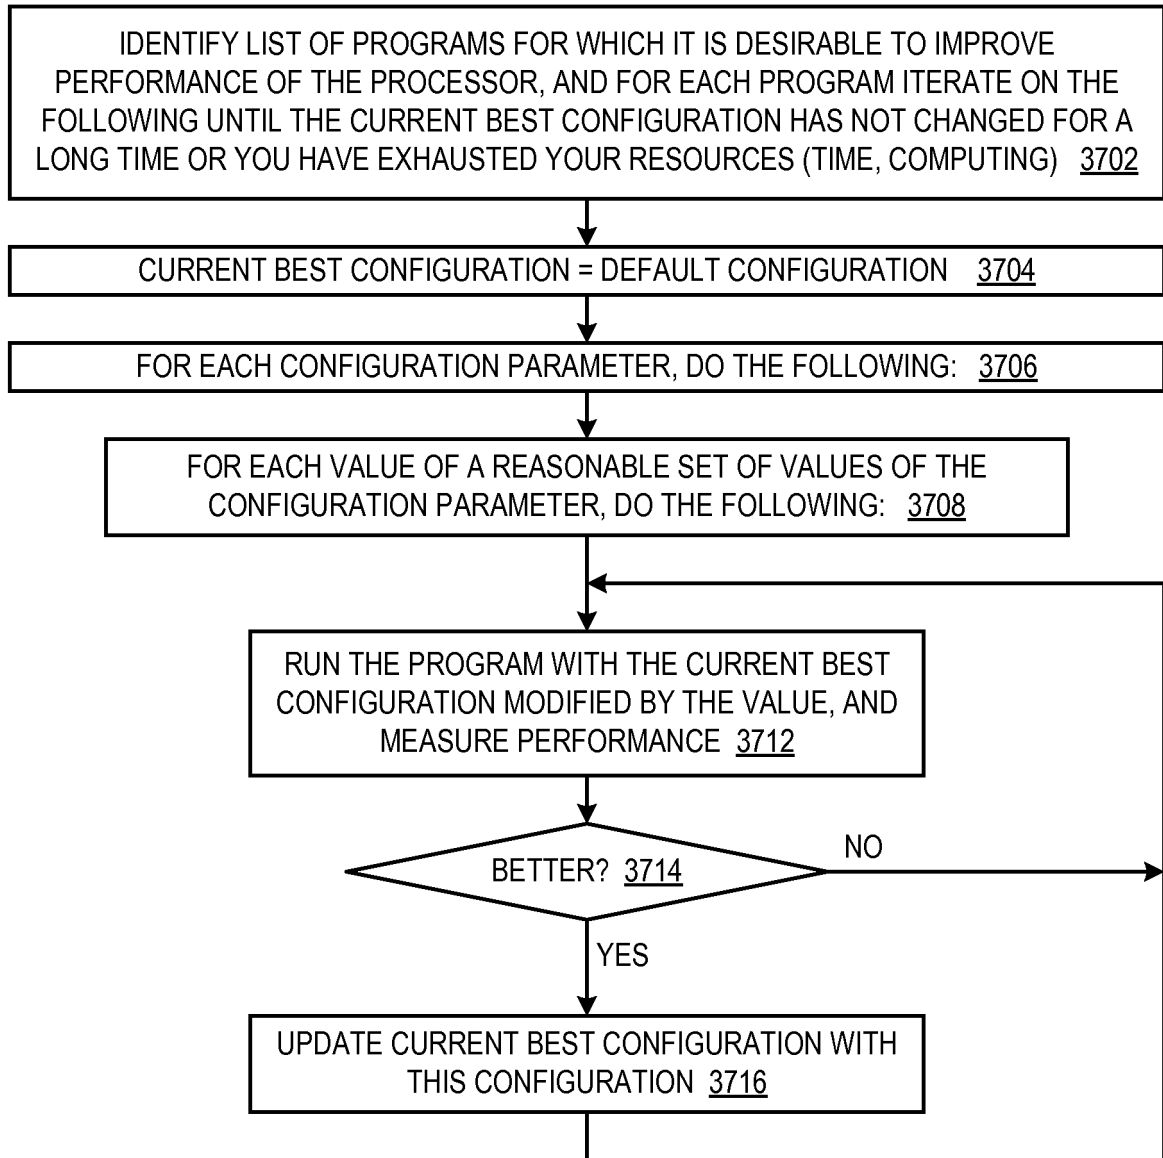 IDENTIFY LIST OF PROGRAMS FOR WHICH IT IS DESIRABLE TO IMPROVE
PERFORMANCE OF THE PROCESSOR, AND FOR EACH PROGRAM ITERATE ON THE
FOLLOWING UNTIL THE CURRENT BEST CONFIGURATION HAS NOT CHANGED FOR A
LONG TIME OR YOU HAVE EXHAUSTED YOUR RESOURCES (TIME, COMPUTING) 3702
CURRENT BEST CONFIGURATION = DEFAULT CONFIGURATION 3704
FOR EACH CONFIGURATION PARAMETER, DO THE FOLLOWING: 3706
FOR EACH VALUE OF A REASONABLE SET OF VALUES OF THE
CONFIGURATION PARAMETER, DO THE FOLLOWING: 3708
RUN THE PROGRAM WITH THE CURRENT BEST
CONFIGURATION MODIFIED BY THE VALUE, AND
MEASURE PERFORMANCE 3712
BETTER? 3714
NO
YES
UPDATE CURRENT BEST CONFIGURATION WITH
THIS CONFIGURATION 3716